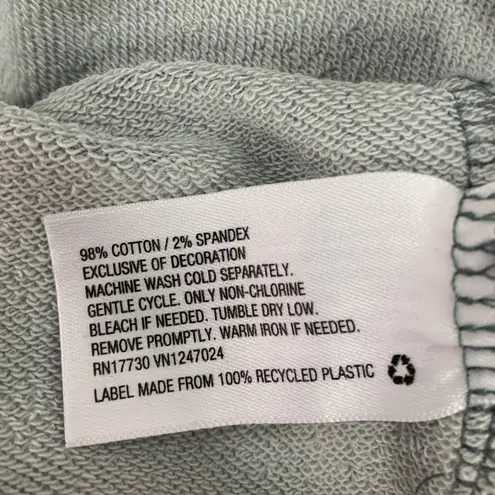 98% COTTON / 2% SPANDEX
EXCLUSIVE OF DECORATION
MACHINE WASH COLD SEPARATELY.
GENTLE CYCLE. ONLY NON-CHLORINE
BLEACH IF NEEDED. TUMBLE DRY LOW.
REMOVE PROMPTLY. WARM IRON IF NEEDED.
RN17730 VN1247024
LABEL MADE FROM 100% RECYCLED PLASTIC